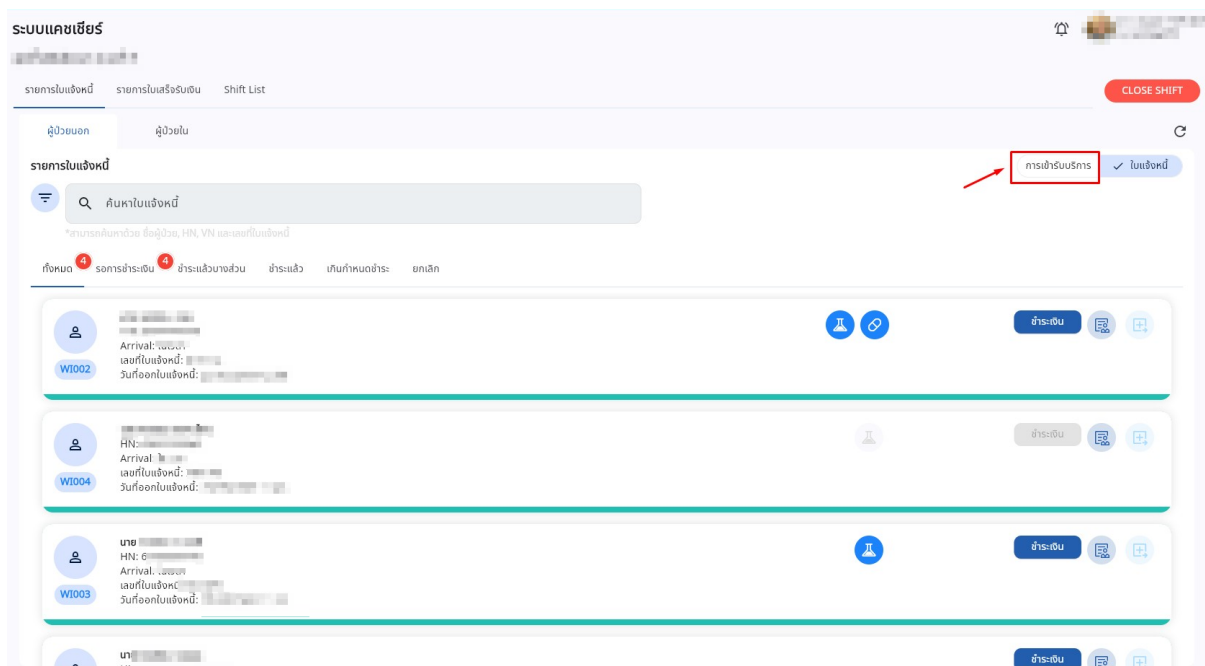 ระบบแคชเชียร์
รายการใบแจ้งหนี้ รายการใบเสร็จรับเงิน Shift List CLOSE SHIFT
ผู้ป่วยนอก ผู้ป่วยใน
รายการใบแจ้งหนี้ การเข้ารับบริการ ใบแจ้งหนี้
ค้นหาใบแจ้งหนี้
*สามารถค้นหาด้วย ชื่อผู้ป่วย, HN, VN และเลขที่ใบแจ้งหนี้
ทั้งหมด 4 รอการชำระเงิน 4 ชำระแล้วบางส่วน ชำระแล้ว เกินกำหนดชำระ ยกเลิก
ชำระเงิน
Arrival:
เลขที่ใบแจ้งหนี้:
WI002
วันที่ออกใบแจ้งหนี้:
ชำระเงิน
HN:
Arrival:
เลขที่ใบแจ้งหนี้:
WI004
วันที่ออกใบแจ้งหนี้:
นาย
ชำระเงิน
HN: 6
Arrival:
เลขที่ใบแจ้งหนี้
WI003
วันที่ออกใบแจ้งหนี้:
ชำระเงิน